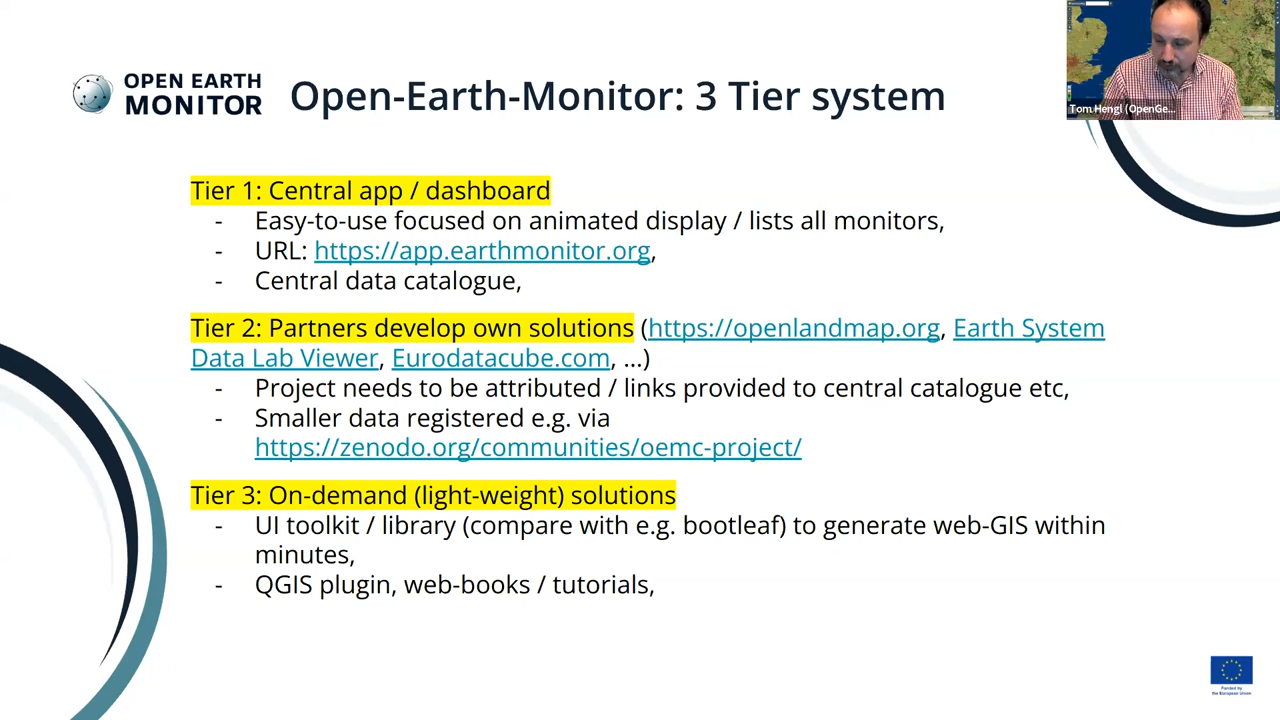 OPEN EARTH
MONITOR
Open-Earth-Monitor: 3 Tier system
Tom Hengl (OpenGe...
Tier 1: Central app / dashboard
- Easy-to-use focused on animated display / lists all monitors,
- URL: https://app.earthmonitor.org,
- Central data catalogue,
Tier 2: Partners develop own solutions (https://openlandmap.org, Earth System
Data Lab Viewer, Eurodatacube.com, ...)
- Project needs to be attributed / links provided to central catalogue etc,
- Smaller data registered e.g. via
https://zenodo.org/communities/oemc-project/
Tier 3: On-demand (light-weight) solutions
- UI toolkit / library (compare with e.g. bootleaf) to generate web-GIS within
minutes,
- QGIS plugin, web-books / tutorials,
Funded by
the European Union